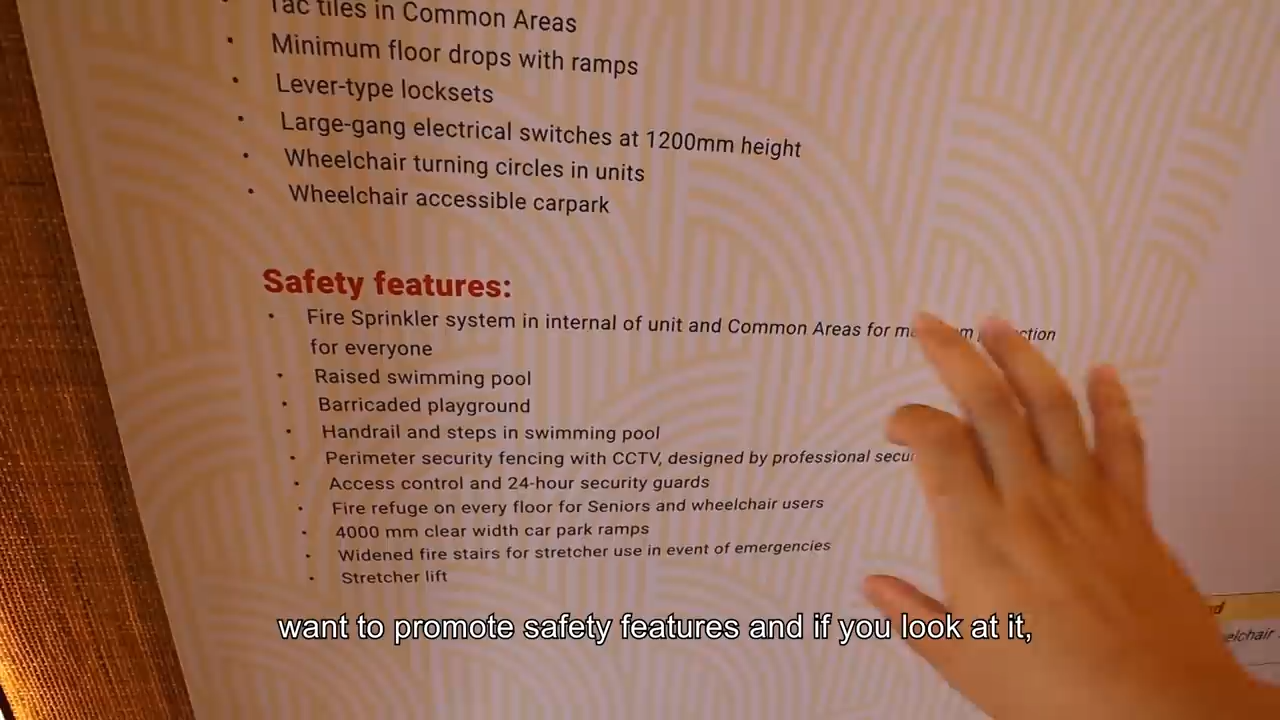 Tac tiles in Common Areas
• Minimum floor drops with ramps
• Lever-type locksets
• Large-gang electrical switches at 1200mm height
• Wheelchair turning circles in units
• Wheelchair accessible carpark
Safety features:
• Fire Sprinkler system in internal of unit and Common Areas for
for everyone
• Raised swimming pool
• Barricaded playground
• Handrail and steps in swimming pool
• Perimeter security fencing with CCTV, designed by professional
• Access control and 24-hour security guards
• Fire refuge on every floor for Seniors and wheelchair users
• 4000 mm clear width car park ramps
• Widened fire stairs for stretcher use in event of emergencies
• Stretcher lift
want to promote safety features and if you look at it,